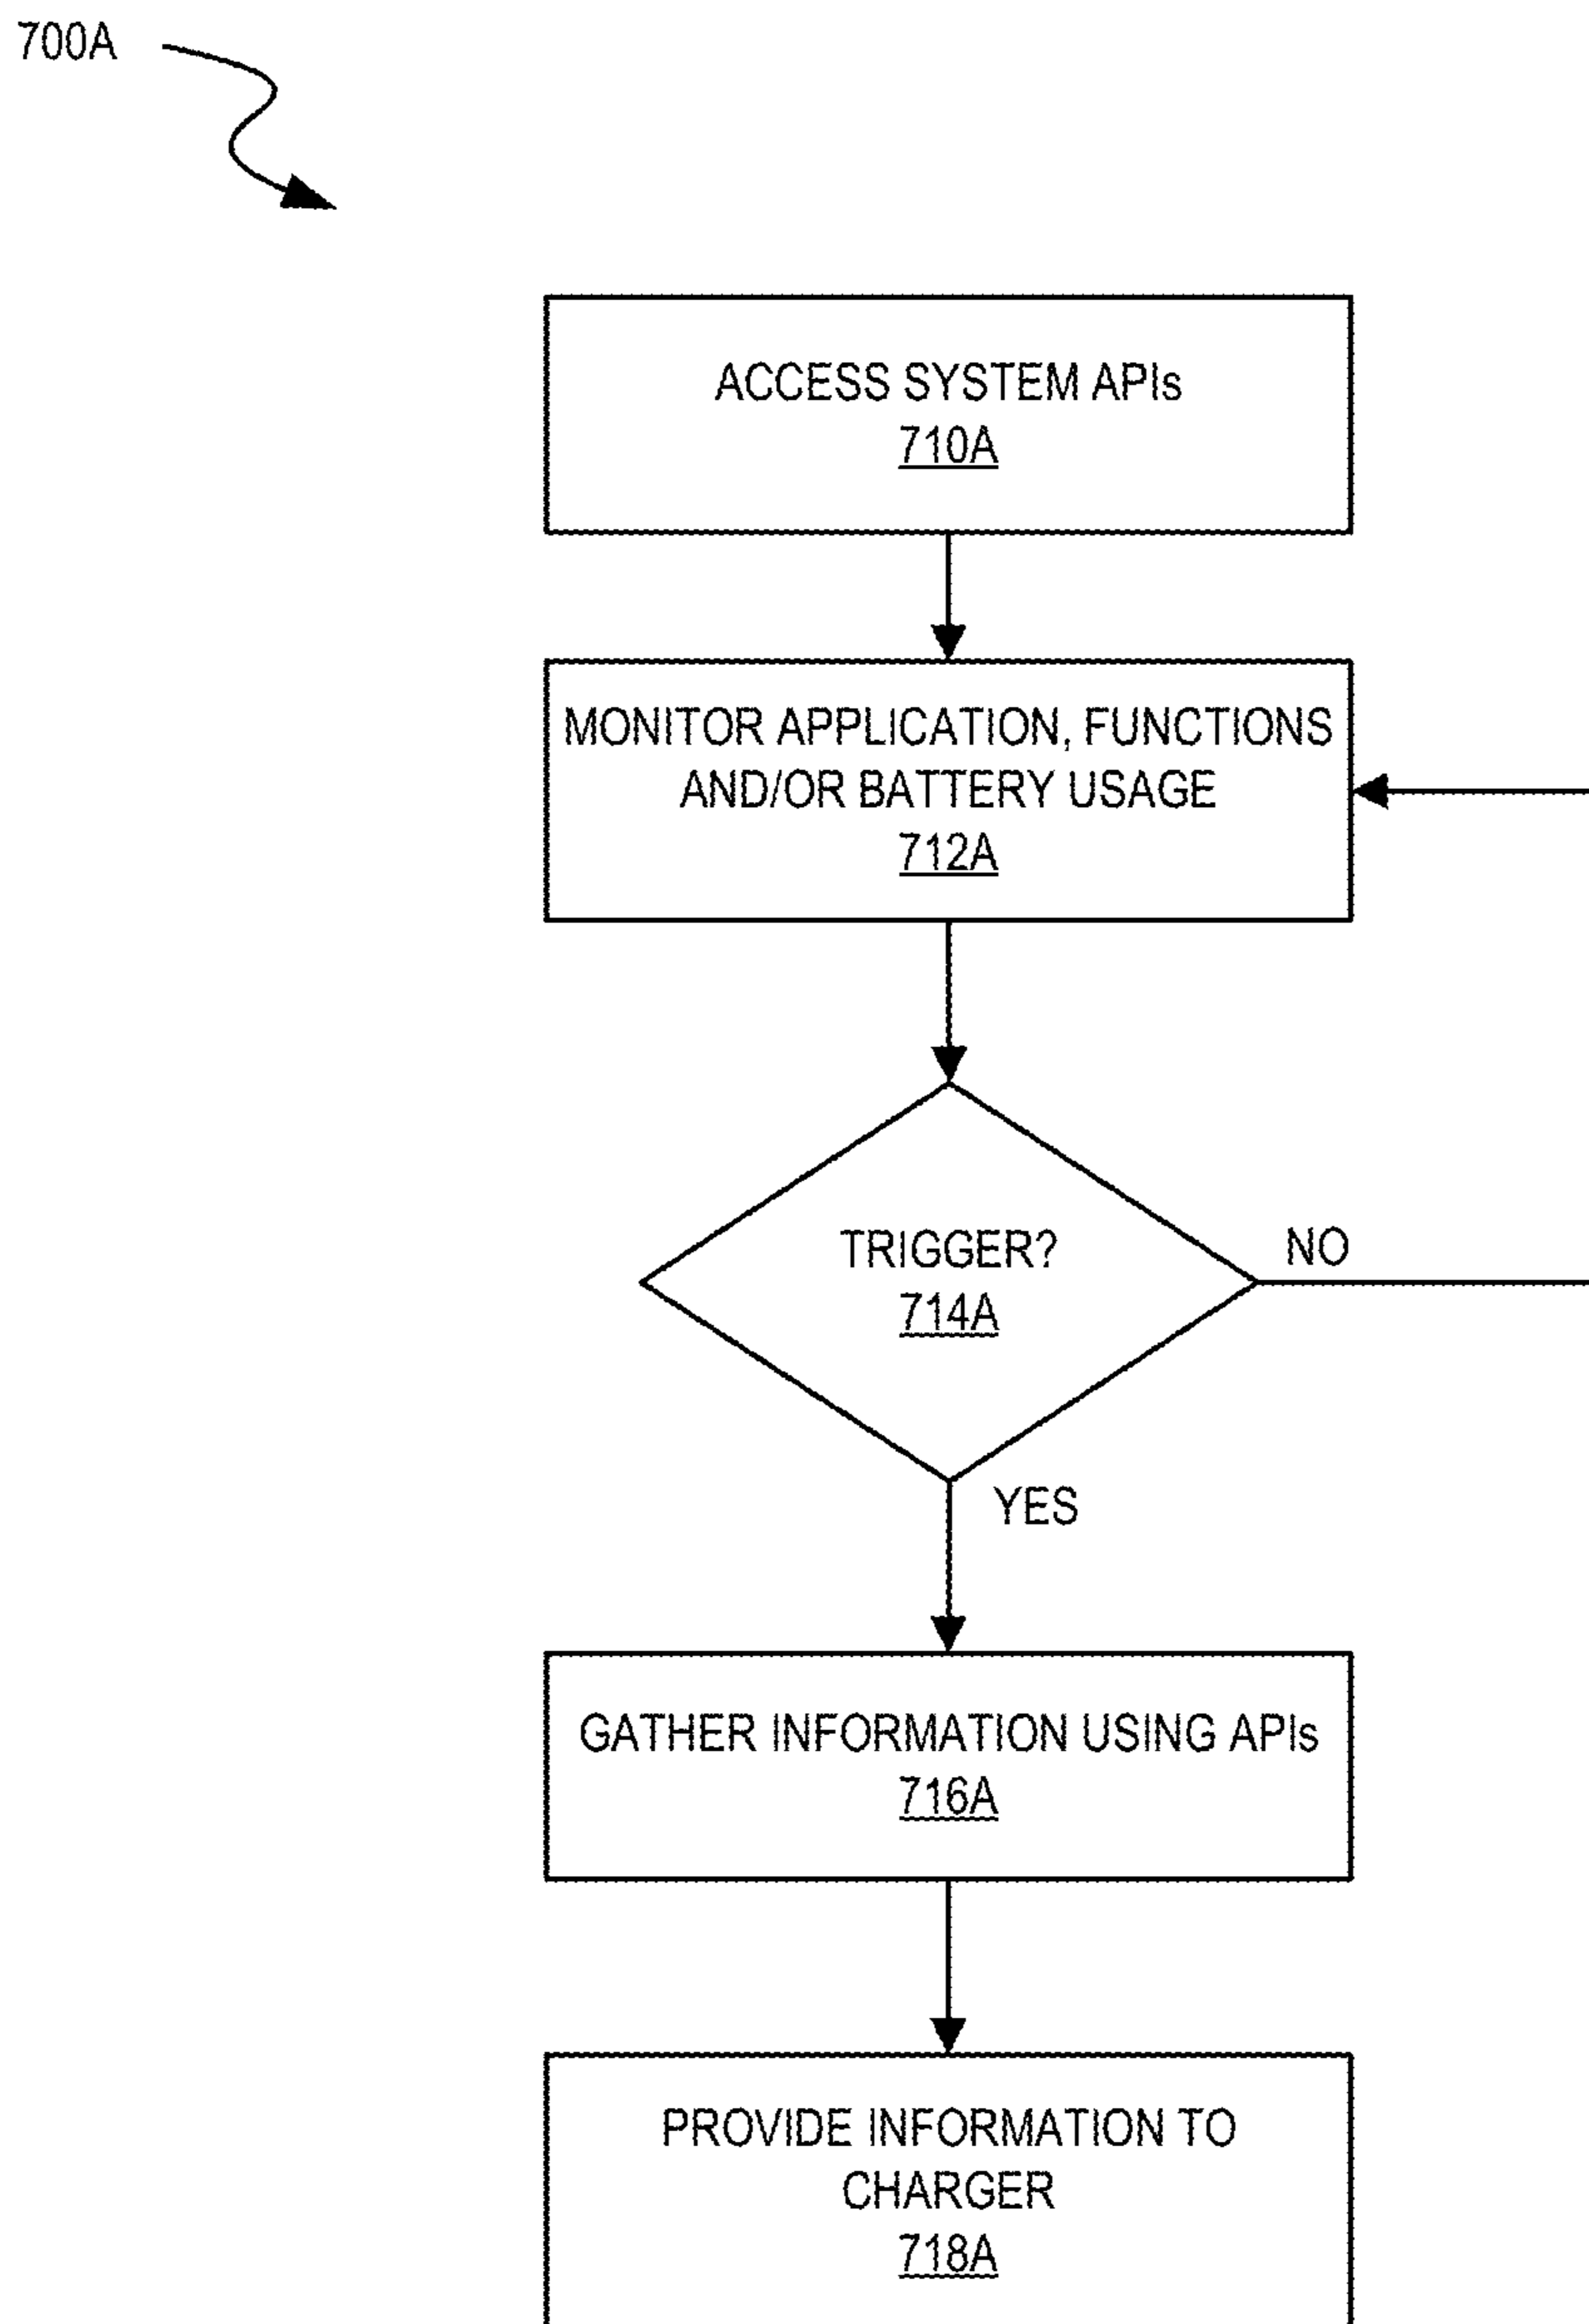 700A
ACCESS SYSTEM APIs
710A
MONITOR APPLICATION, FUNCTIONS
AND/OR BATTERY USAGE
712A
TRIGGER?
714A
NO
YES
GATHER INFORMATION USING APIs
716A
PROVIDE INFORMATION TO
CHARGER
718A